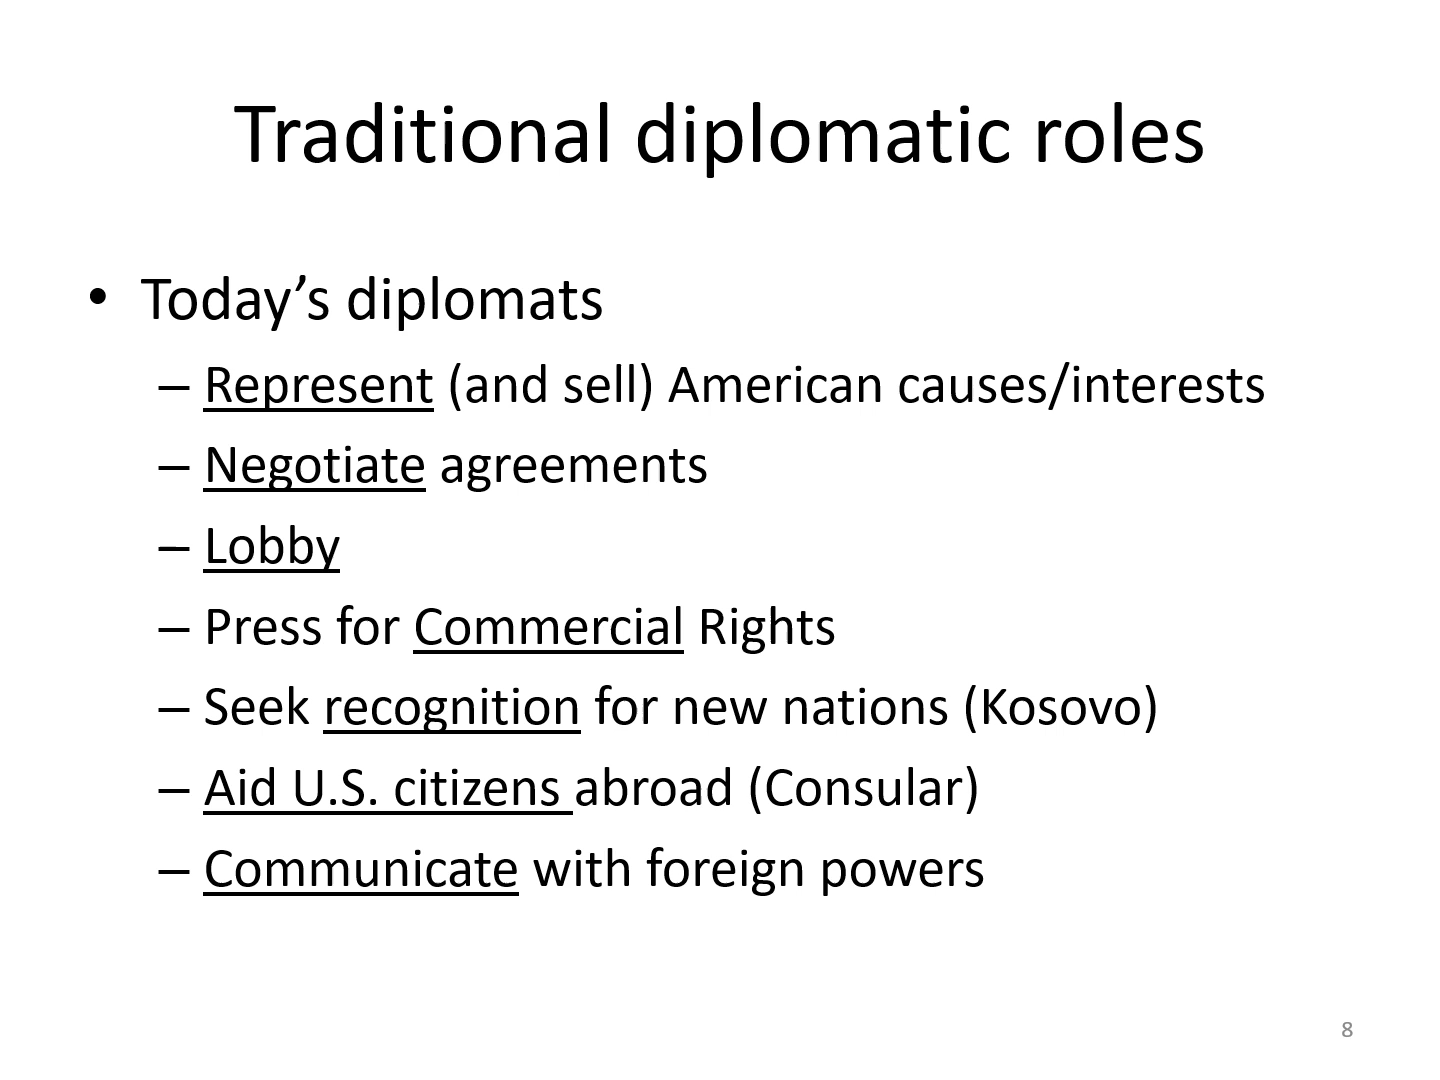 Traditional diplomatic roles
• Today’s diplomats
– Represent (and sell) American causes/interests
– Negotiate agreements
– Lobby
– Press for Commercial Rights
– Seek recognition for new nations (Kosovo)
– Aid U.S. citizens abroad (Consular)
– Communicate with foreign powers
8